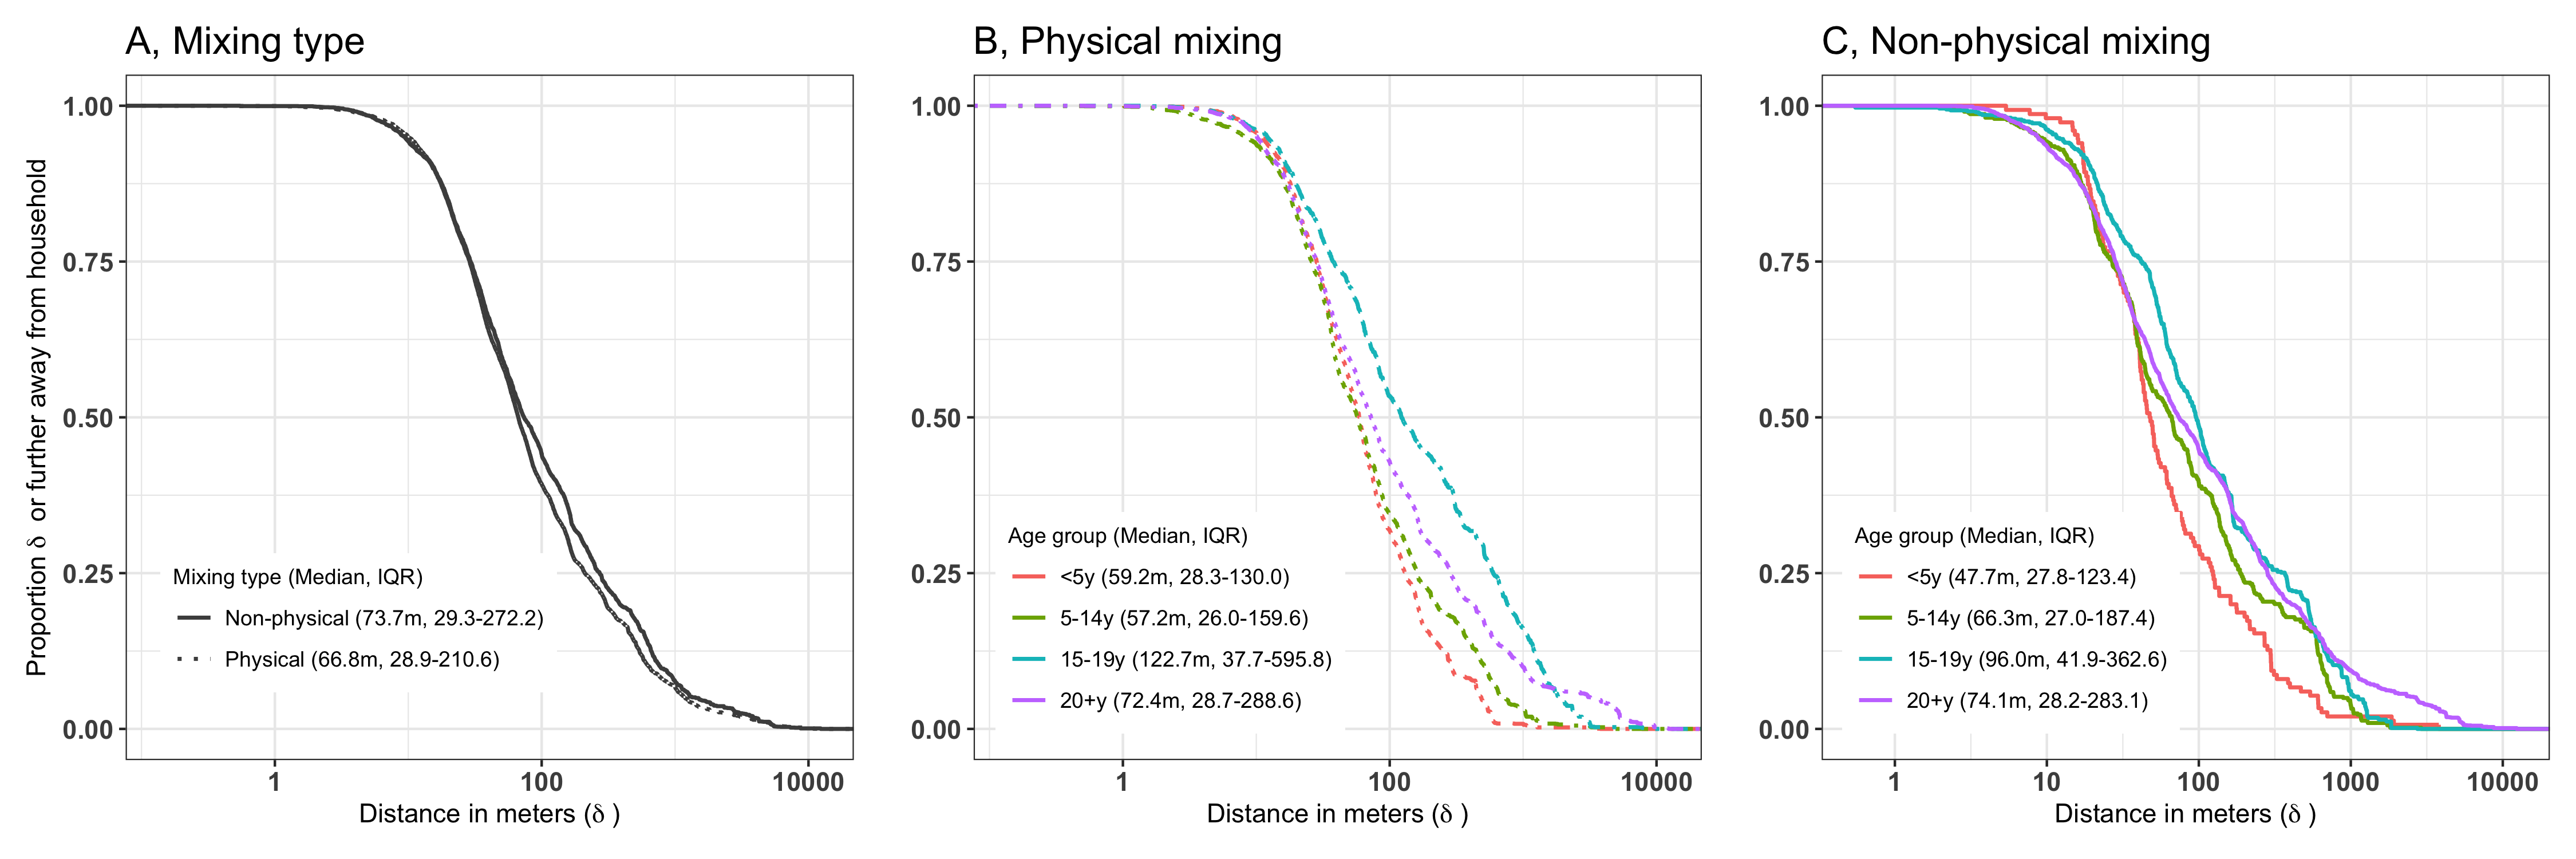 A, Mixing type
B, Physical mixing
C, Non-physical mixing
Proportion δ or further away from household
1.00
0.75
0.50
0.25
0.00
Mixing type (Median, IQR)
Non-physical (73.7m, 29.3-272.2)
Physical (66.8m, 28.9-210.6)
1
100
10000
Distance in meters (δ )
1.00
0.75
0.50
0.25
0.00
Age group (Median, IQR)
<5y (59.2m, 28.3-130.0)
5-14y (57.2m, 26.0-159.6)
15-19y (122.7m, 37.7-595.8)
20+y (72.4m, 28.7-288.6)
1
100
10000
Distance in meters (δ )
1.00
0.75
0.50
0.25
0.00
Age group (Median, IQR)
<5y (47.7m, 27.8-123.4)
5-14y (66.3m, 27.0-187.4)
15-19y (96.0m, 41.9-362.6)
20+y (74.1m, 28.2-283.1)
1
10
100
1000
10000
Distance in meters (δ )